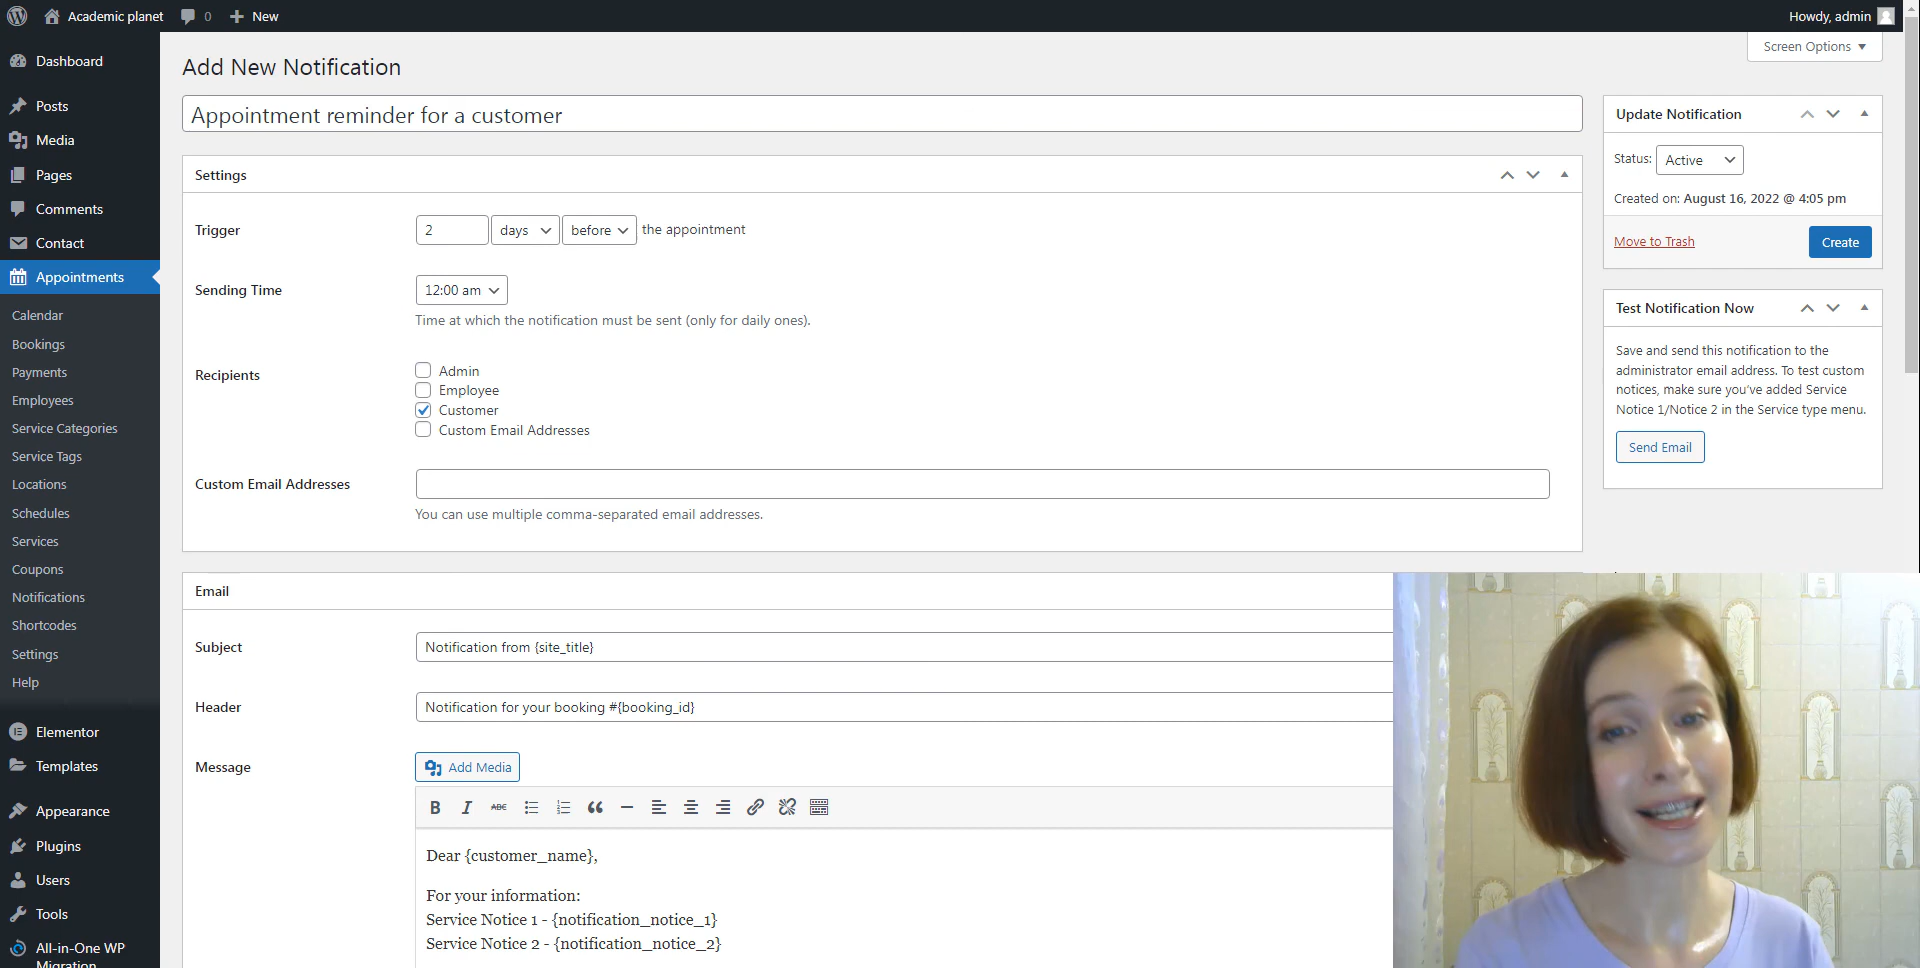 Academic planet
0
New
Howdy, admin
Screen Options
Dashboard
Posts
Media
Pages
Comments
Contact
Appointments
Calendar
Bookings
Payments
Employees
Service Categories
Service Tags
Locations
Schedules
Services
Coupons
Notifications
Shortcodes
Settings
Help
Elementor
Templates
Appearance
Plugins
Users
Tools
All-in-One WP
Migration
Add New Notification
Appointment reminder for a customer
Settings
Trigger
2 days before the appointment
Sending Time
12:00 am
Time at which the notification must be sent (only for daily ones).
Recipients
Admin
Employee
Customer
Custom Email Addresses
Custom Email Addresses
You can use multiple comma-separated email addresses.
Email
Subject
Notification from {site_title}
Header
Notification for your booking #{booking_id}
Message
Add Media
B I ABC
Dear {customer_name},
For your information:
Service Notice 1 - {notification_notice_1}
Service Notice 2 - {notification_notice_2}
Update Notification
Status: Active
Created on: August 16, 2022 @ 4:05 pm
Move to Trash
Create
Test Notification Now
Save and send this notification to the
administrator email address. To test custom
notices, make sure you've added Service
Notice 1/Notice 2 in the Service type menu.
Send Email